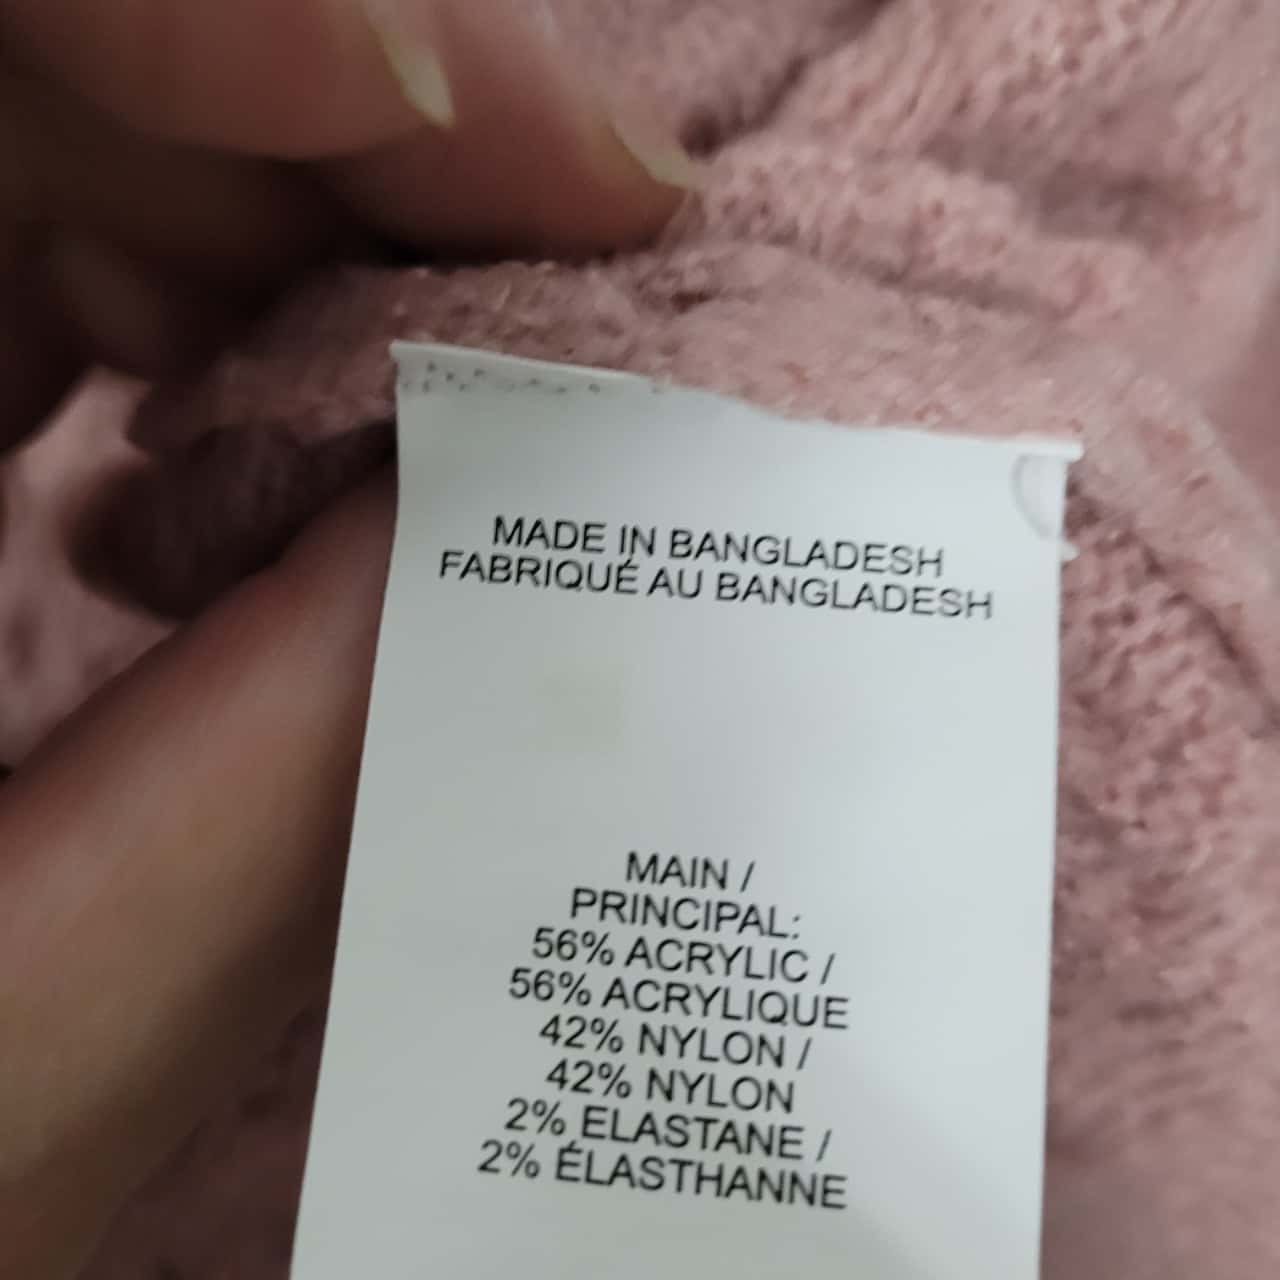 MADE IN BANGLADESH
FABRIQUÉ AU BANGLADESH
MAIN /
PRINCIPAL:
56% ACRYLIC /
56% ACRYLIQUE
42% NYLON /
42% NYLON
2% ELASTANE /
2% ÉLASTHANNE